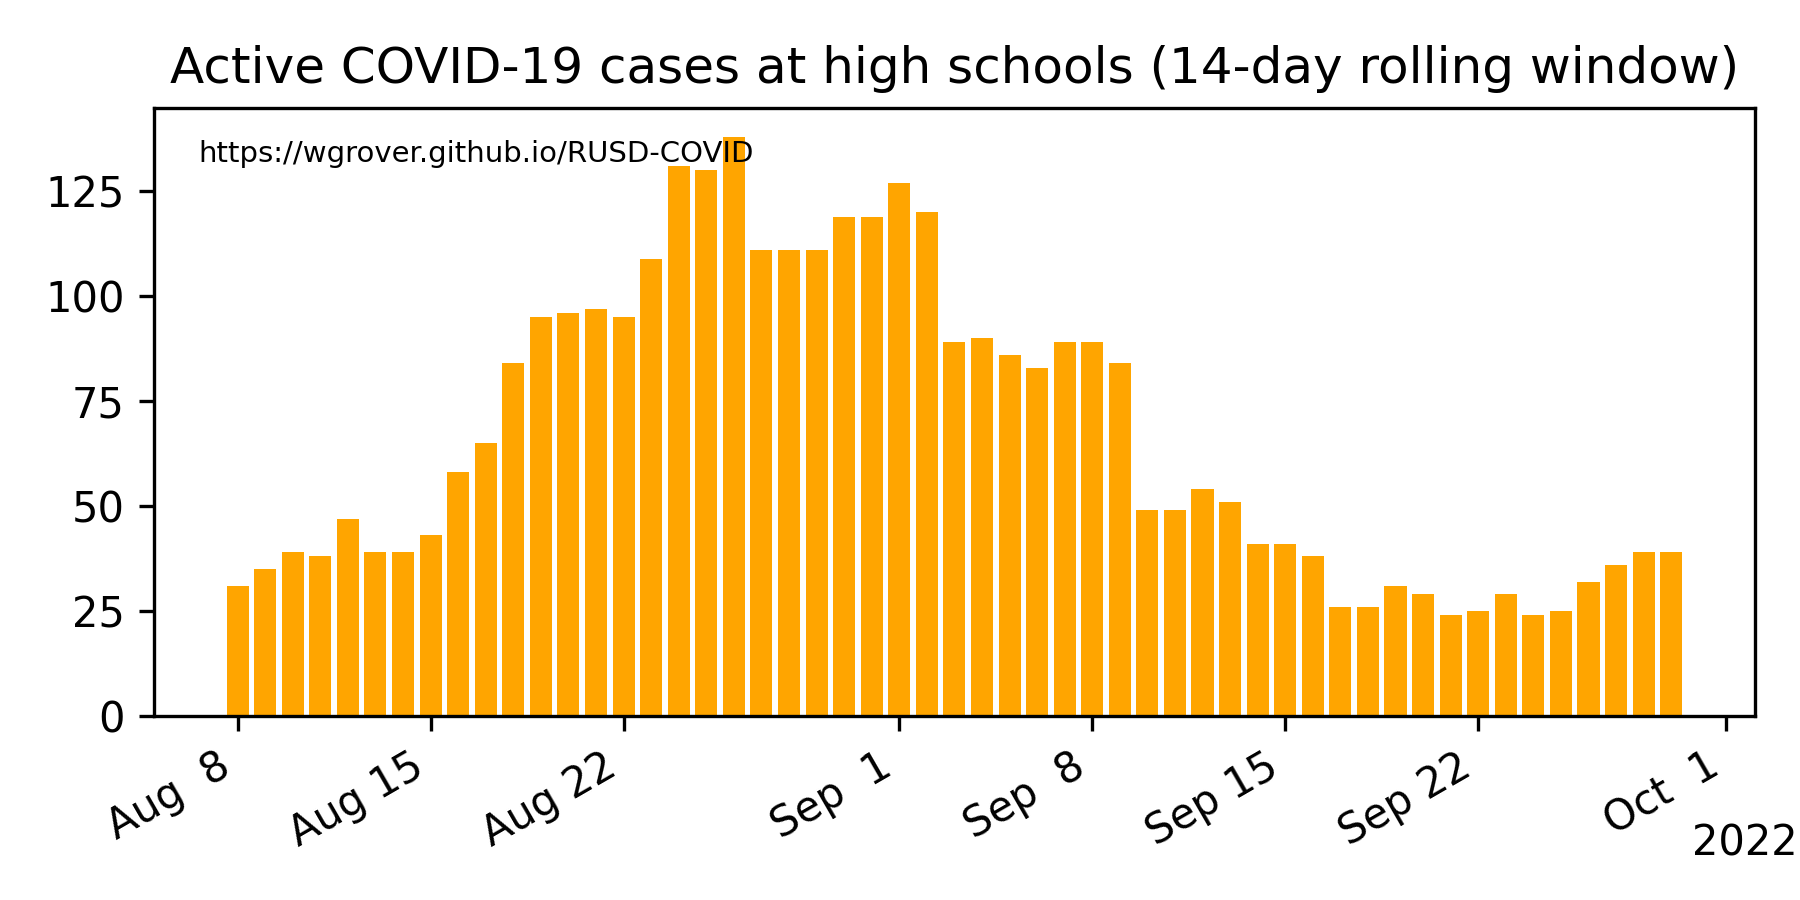 Active COVID-19 cases at high schools (14-day rolling window)
https://wgrover.github.io/RUSD-COVID
125
100
75
50
25
0
Aug 8
Aug 15
Aug 22
Sep 1
Sep 8
Sep 15
Sep 22
Oct 1
2022